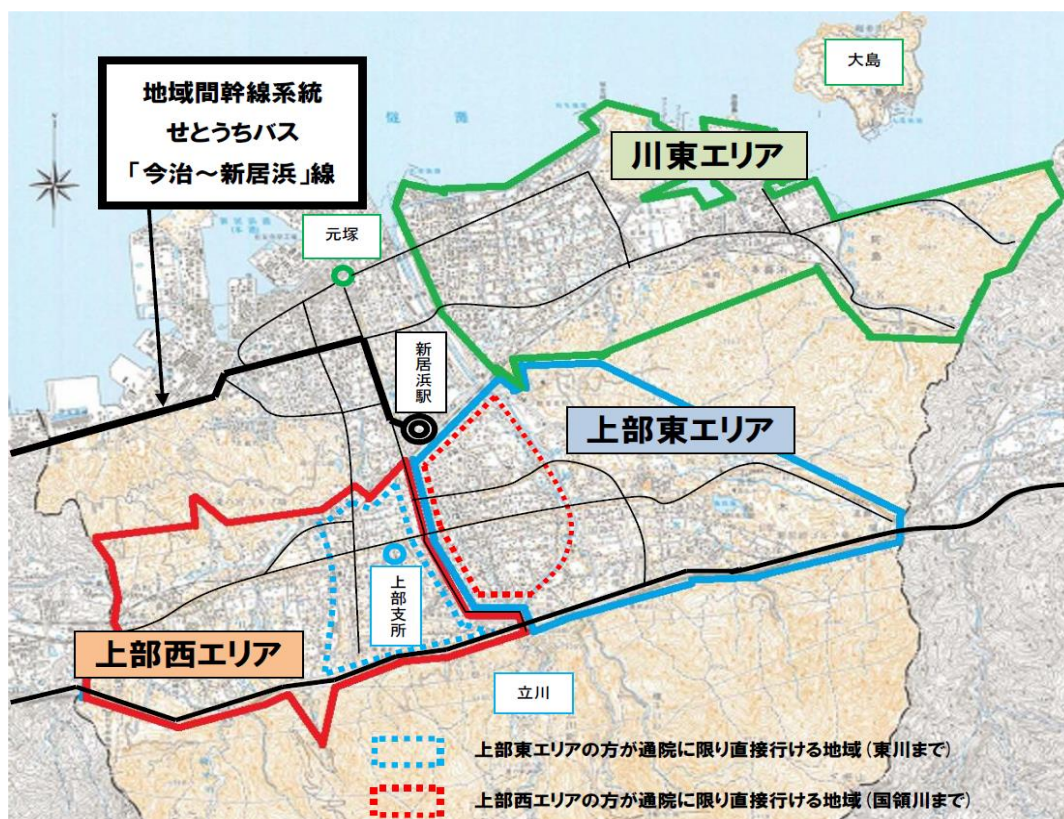 地域間幹線系統
せとうちバス
「今治～新居浜」線
大島
燧灘
川東エリア
元塚
新居浜駅
上部東エリア
上部支所
上部西エリア
立川
上部東エリアの方が通院に限り直接行ける地域(東川まで)
上部西エリアの方が通院に限り直接行ける地域(国領川まで)